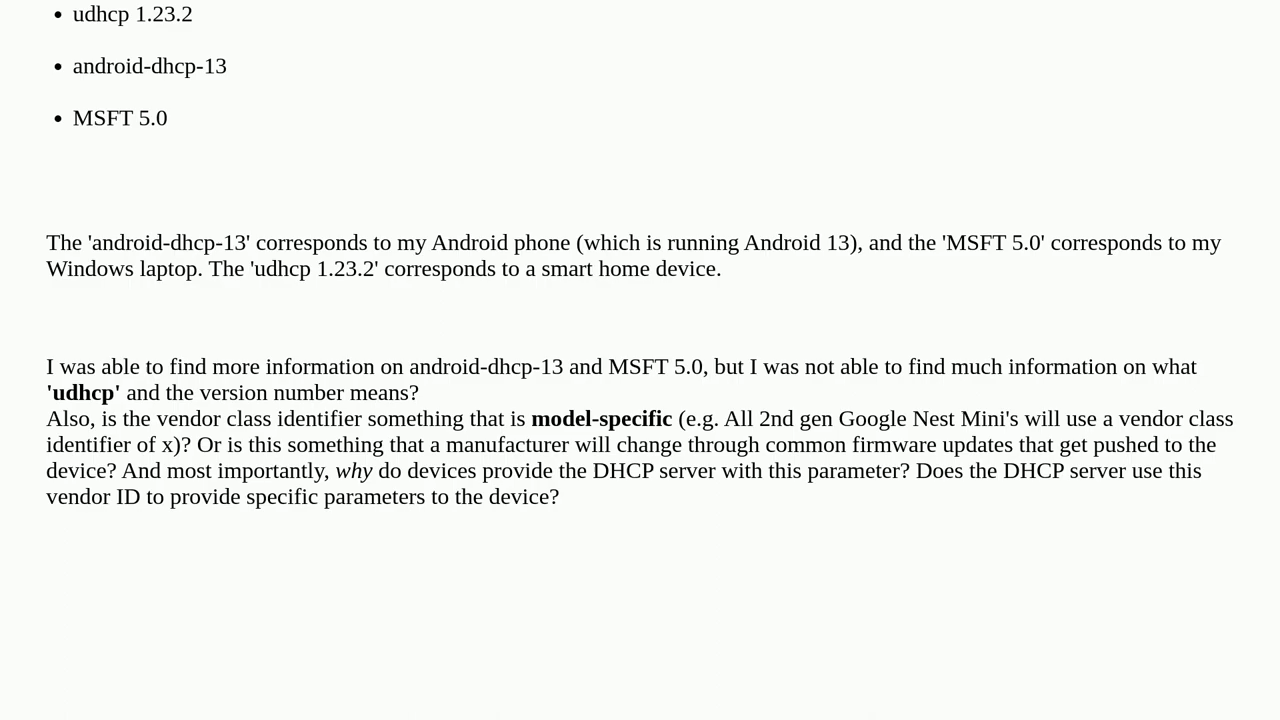 • udhcp 1.23.2
• android-dhcp-13
• MSFT 5.0
The 'android-dhcp-13' corresponds to my Android phone (which is running Android 13), and the 'MSFT 5.0' corresponds to my
Windows laptop. The 'udhcp 1.23.2' corresponds to a smart home device.
I was able to find more information on android-dhcp-13 and MSFT 5.0, but I was not able to find much information on what
'udhcp' and the version number means?
Also, is the vendor class identifier something that is model-specific (e.g. All 2nd gen Google Nest Mini's will use a vendor class
identifier of x)? Or is this something that a manufacturer will change through common firmware updates that get pushed to the
device? And most importantly, why do devices provide the DHCP server with this parameter? Does the DHCP server use this
vendor ID to provide specific parameters to the device?